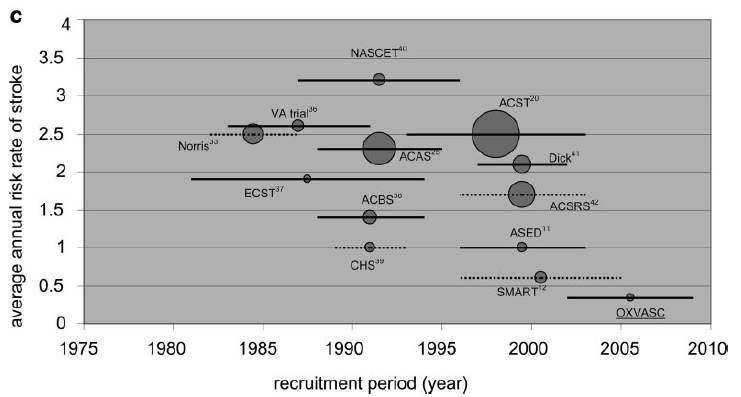 c
average annual risk rate of stroke
4
3.5
3
2.5
2
1.5
1
0.5
0
NASCET⁴⁰
ACST²⁰
VA trial³⁶
Norris³⁵
ACAS²⁵
Dick⁴¹
ECST³⁷
ACBS³⁸
ACSRS⁴²
ASED¹¹
CHS³⁹
SMART¹²
OXVASC
1975 1980 1985 1990 1995 2000 2005 2010
recruitment period (year)